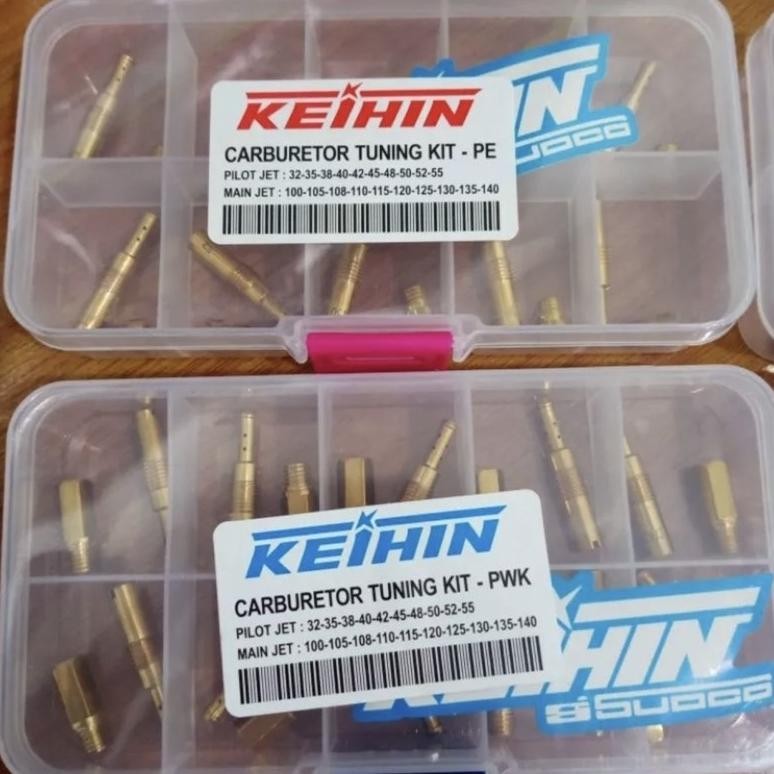 KEIHIN
CARBURETOR TUNING KIT - PE
PILOT JET : 32-35-38-40-42-45-48-50-52-55
MAIN JET : 100-105-108-110-115-120-125-130-135-140
IN
SUDCO
KEIHIN
CARBURETOR TUNING KIT - PWK
PILOT JET : 32-35-38-40-42-45-48-50-52-55
MAIN JET : 100-105-108-110-115-120-125-130-135-140
KEIHIN
SUDCO